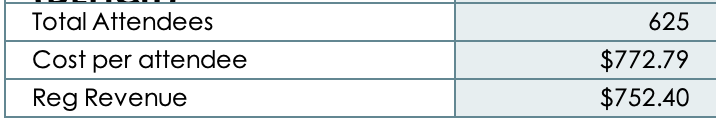 Total Attendees 625
Cost per attendee $772.79
Reg Revenue $752.40